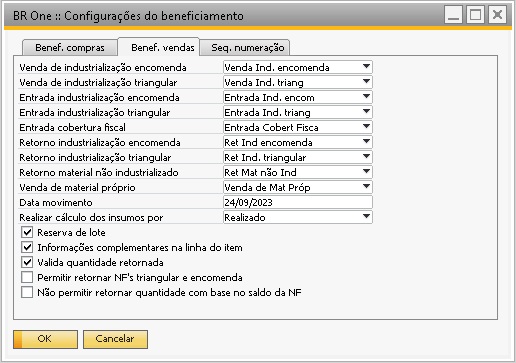 BR One :: Configurações do beneficiamento
Benef. compras Benef. vendas Seq. numeração
Venda de industrialização encomenda Venda Ind. encomenda
Venda de industrialização triangular Venda Ind. triang
Entrada industrialização encomenda Entrada Ind. encom
Entrada industrialização triangular Entrada Ind. triang
Entrada cobertura fiscal Entrada Cobert Fisca
Retorno industrialização encomenda Ret Ind encomenda
Retorno industrialização triangular Ret Ind. triangular
Retorno material não industrializado Ret Mat não Ind
Venda de material próprio Venda de Mat Próp
Data movimento 24/09/2023
Realizar cálculo dos insumos por Realizado
Reserva de lote
Informações complementares na linha do item
Valida quantidade retornada
Permitir retornar NF's triangular e encomenda
Não permitir retornar quantidade com base no saldo da NF
OK Cancelar